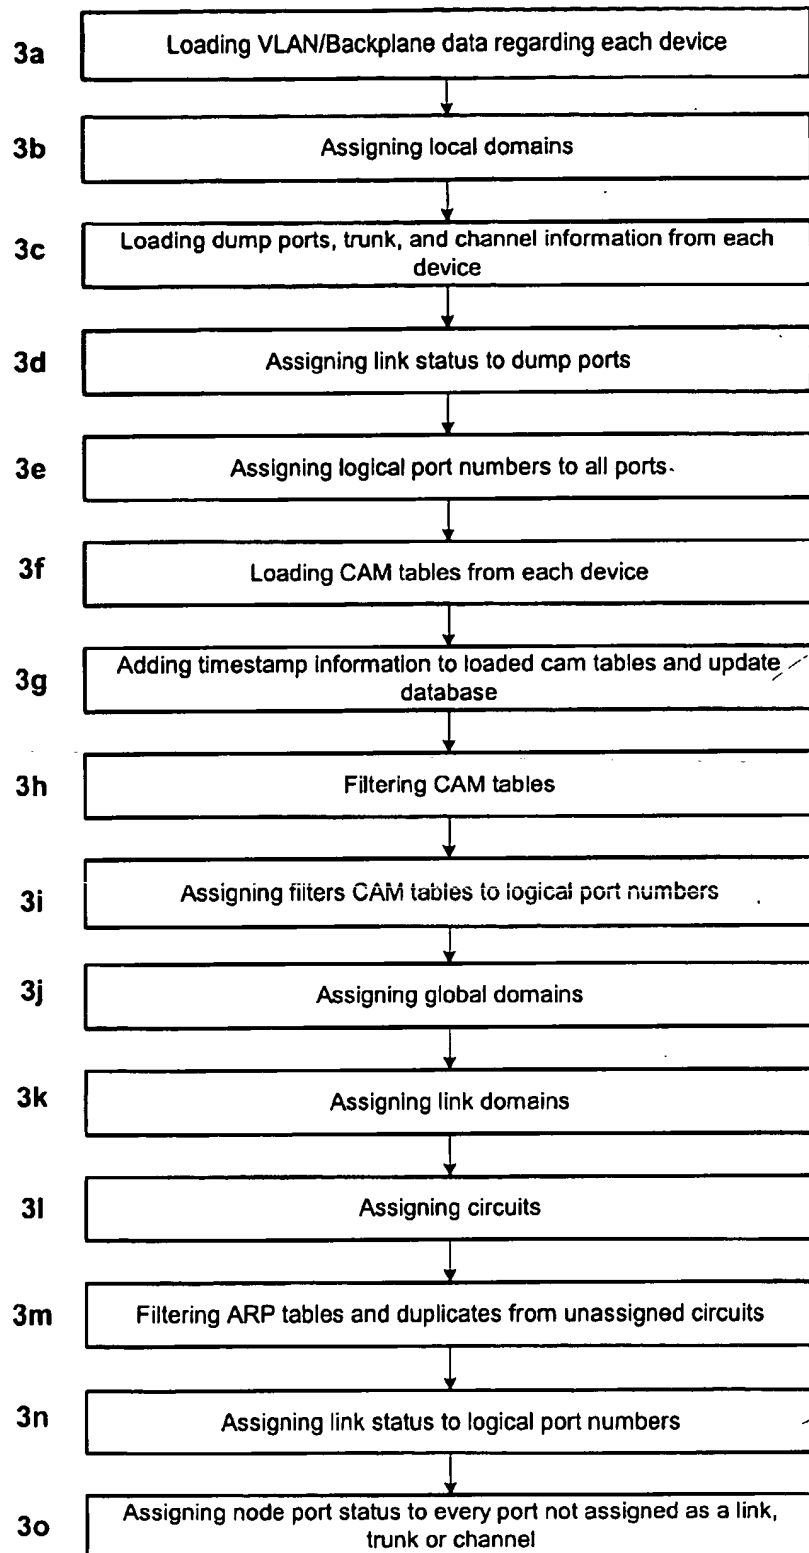 3a Loading VLAN/Backplane data regarding each device
3b Assigning local domains
3c Loading dump ports, trunk, and channel information from each
device
3d Assigning link status to dump ports
3e Assigning logical port numbers to all ports
3f Loading CAM tables from each device
3g Adding timestamp information to loaded cam tables and update
database
3h Filtering CAM tables
3i Assigning filters CAM tables to logical port numbers
3j Assigning global domains
3k Assigning link domains
3l Assigning circuits
3m Filtering ARP tables and duplicates from unassigned circuits
3n Assigning link status to logical port numbers
3o Assigning node port status to every port not assigned as a link,
trunk or channel